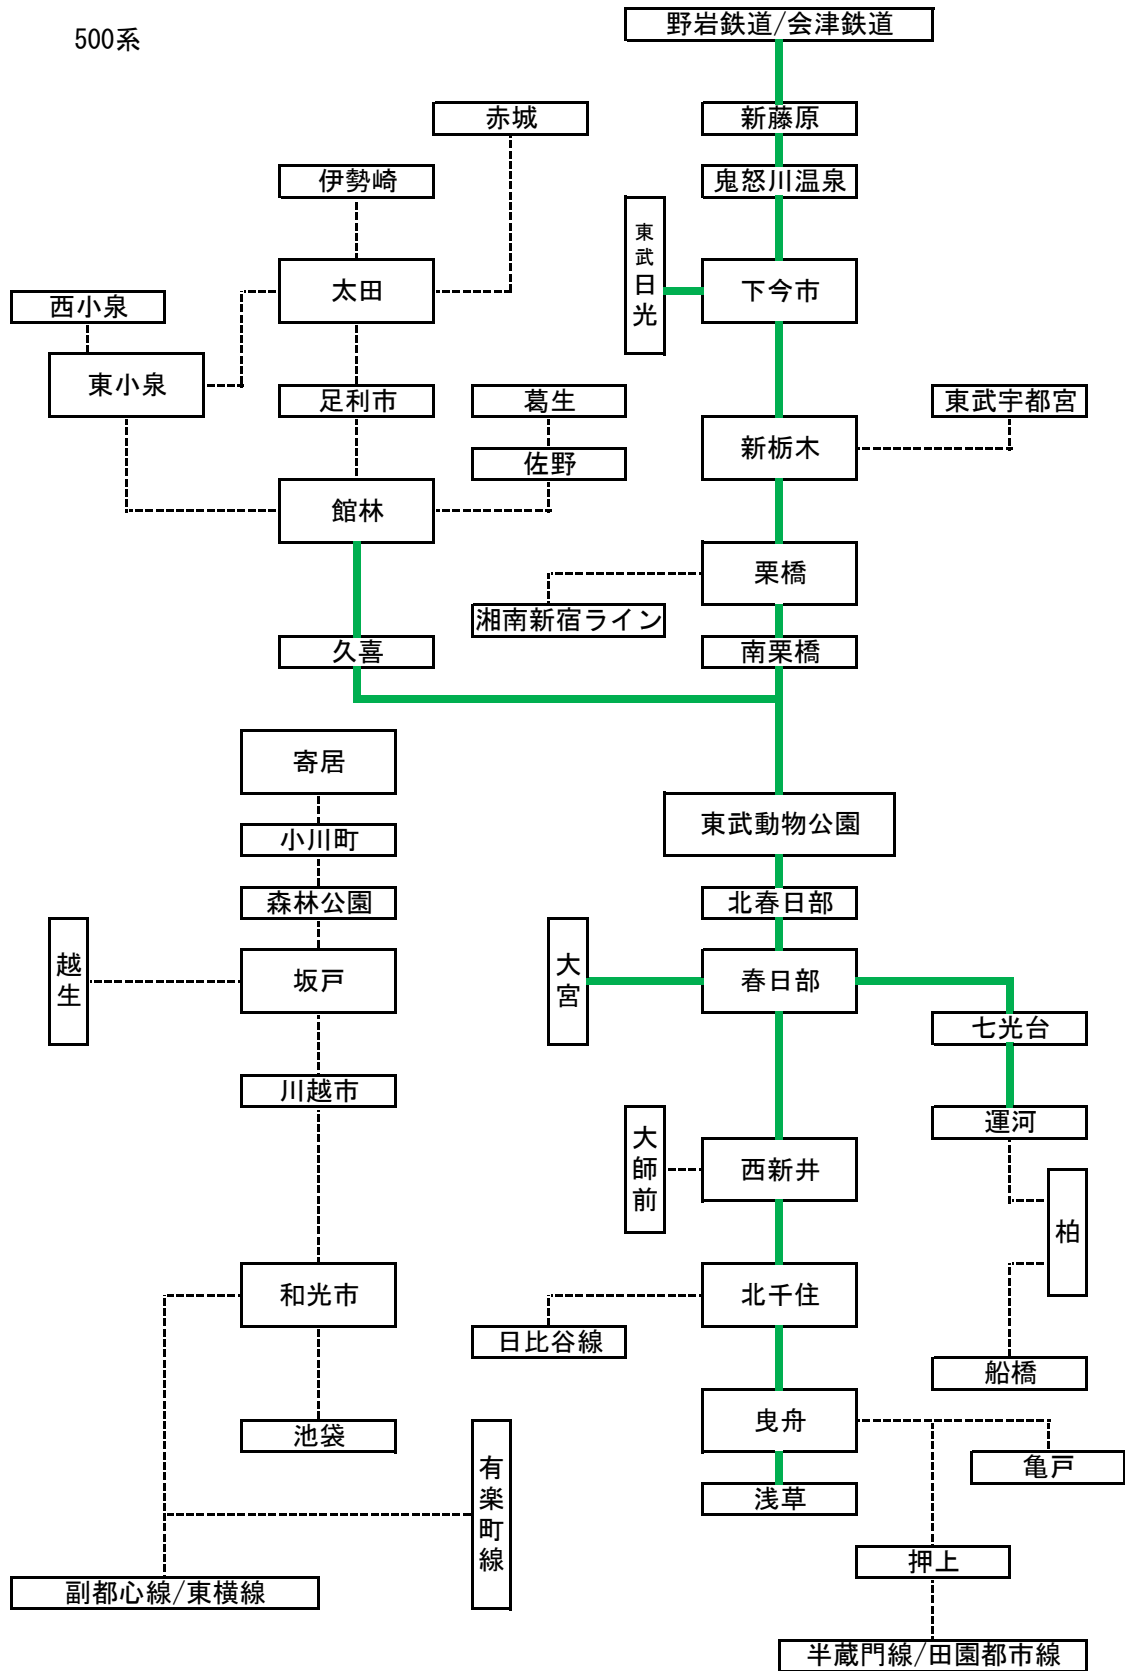 野岩鉄道/会津鉄道
500系
赤城
新藤原
伊勢崎
鬼怒川温泉
東武日光
太田
下今市
西小泉
東小泉
足利市
葛生
東武宇都宮
新栃木
佐野
館林
栗橋
湘南新宿ライン
久喜
南栗橋
寄居
東武動物公園
小川町
森林公園
北春日部
越生
坂戸
大宮
春日部
七光台
川越市
運河
大師前
西新井
柏
和光市
北千住
日比谷線
船橋
曳舟
池袋
有楽町線
亀戸
浅草
押上
副都心線/東横線
半蔵門線/田園都市線